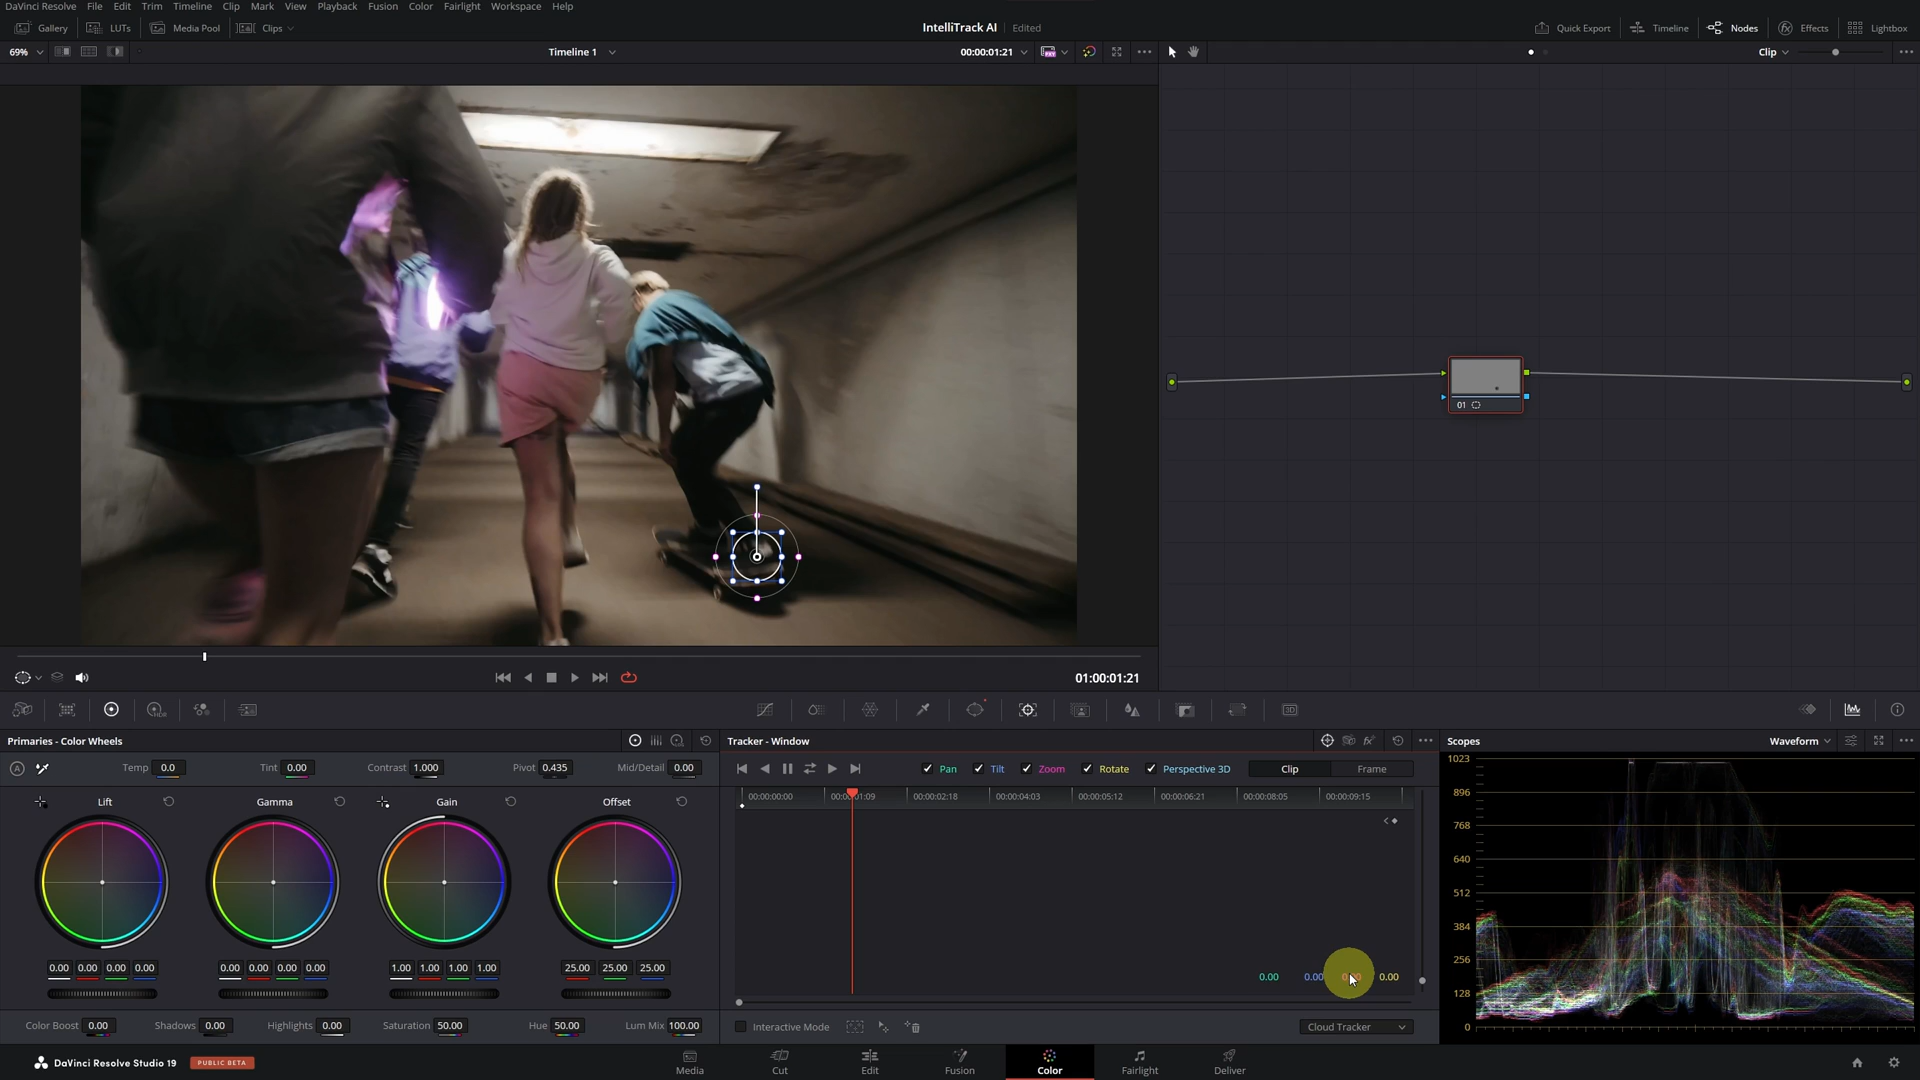 DaVinci Resolve File Edit Trim Timeline Clip Mark View Playback Fusion Color Fairlight Workspace Help
Gallery LUTs Media Pool Clips IntelliTrack AI Edited Quick Export Timeline Nodes Effects Lightbox
69% Timeline 1 00:00:01:21 Clip
01
01:00:01:21
Primaries - Color Wheels Tracker - Window Scopes Waveform
Temp 0.0 Tint 0.00 Contrast 1.000 Pivot 0.435 Mid/Detail 0.00
Pan Tilt Zoom Rotate Perspective 3D Clip Frame
Lift Gamma Gain Offset
00:00:00:00 00:00:01:09 00:00:02:18 00:00:04:03 00:00:05:12 00:00:06:21 00:00:08:05 00:00:09:15
0.00 0.00 0.00 0.00 0.00 0.00 0.00 0.00 1.00 1.00 1.00 1.00 25.00 25.00 25.00
0.00 0.00 0.00
Color Boost 0.00 Shadows 0.00 Highlights 0.00 Saturation 50.00 Hue 50.00 Lum Mix 100.00
Interactive Mode Cloud Tracker
1023
896
768
640
512
384
256
128
0
DaVinci Resolve Studio 19 PUBLIC BETA
Media Cut Edit Fusion Color Fairlight Deliver